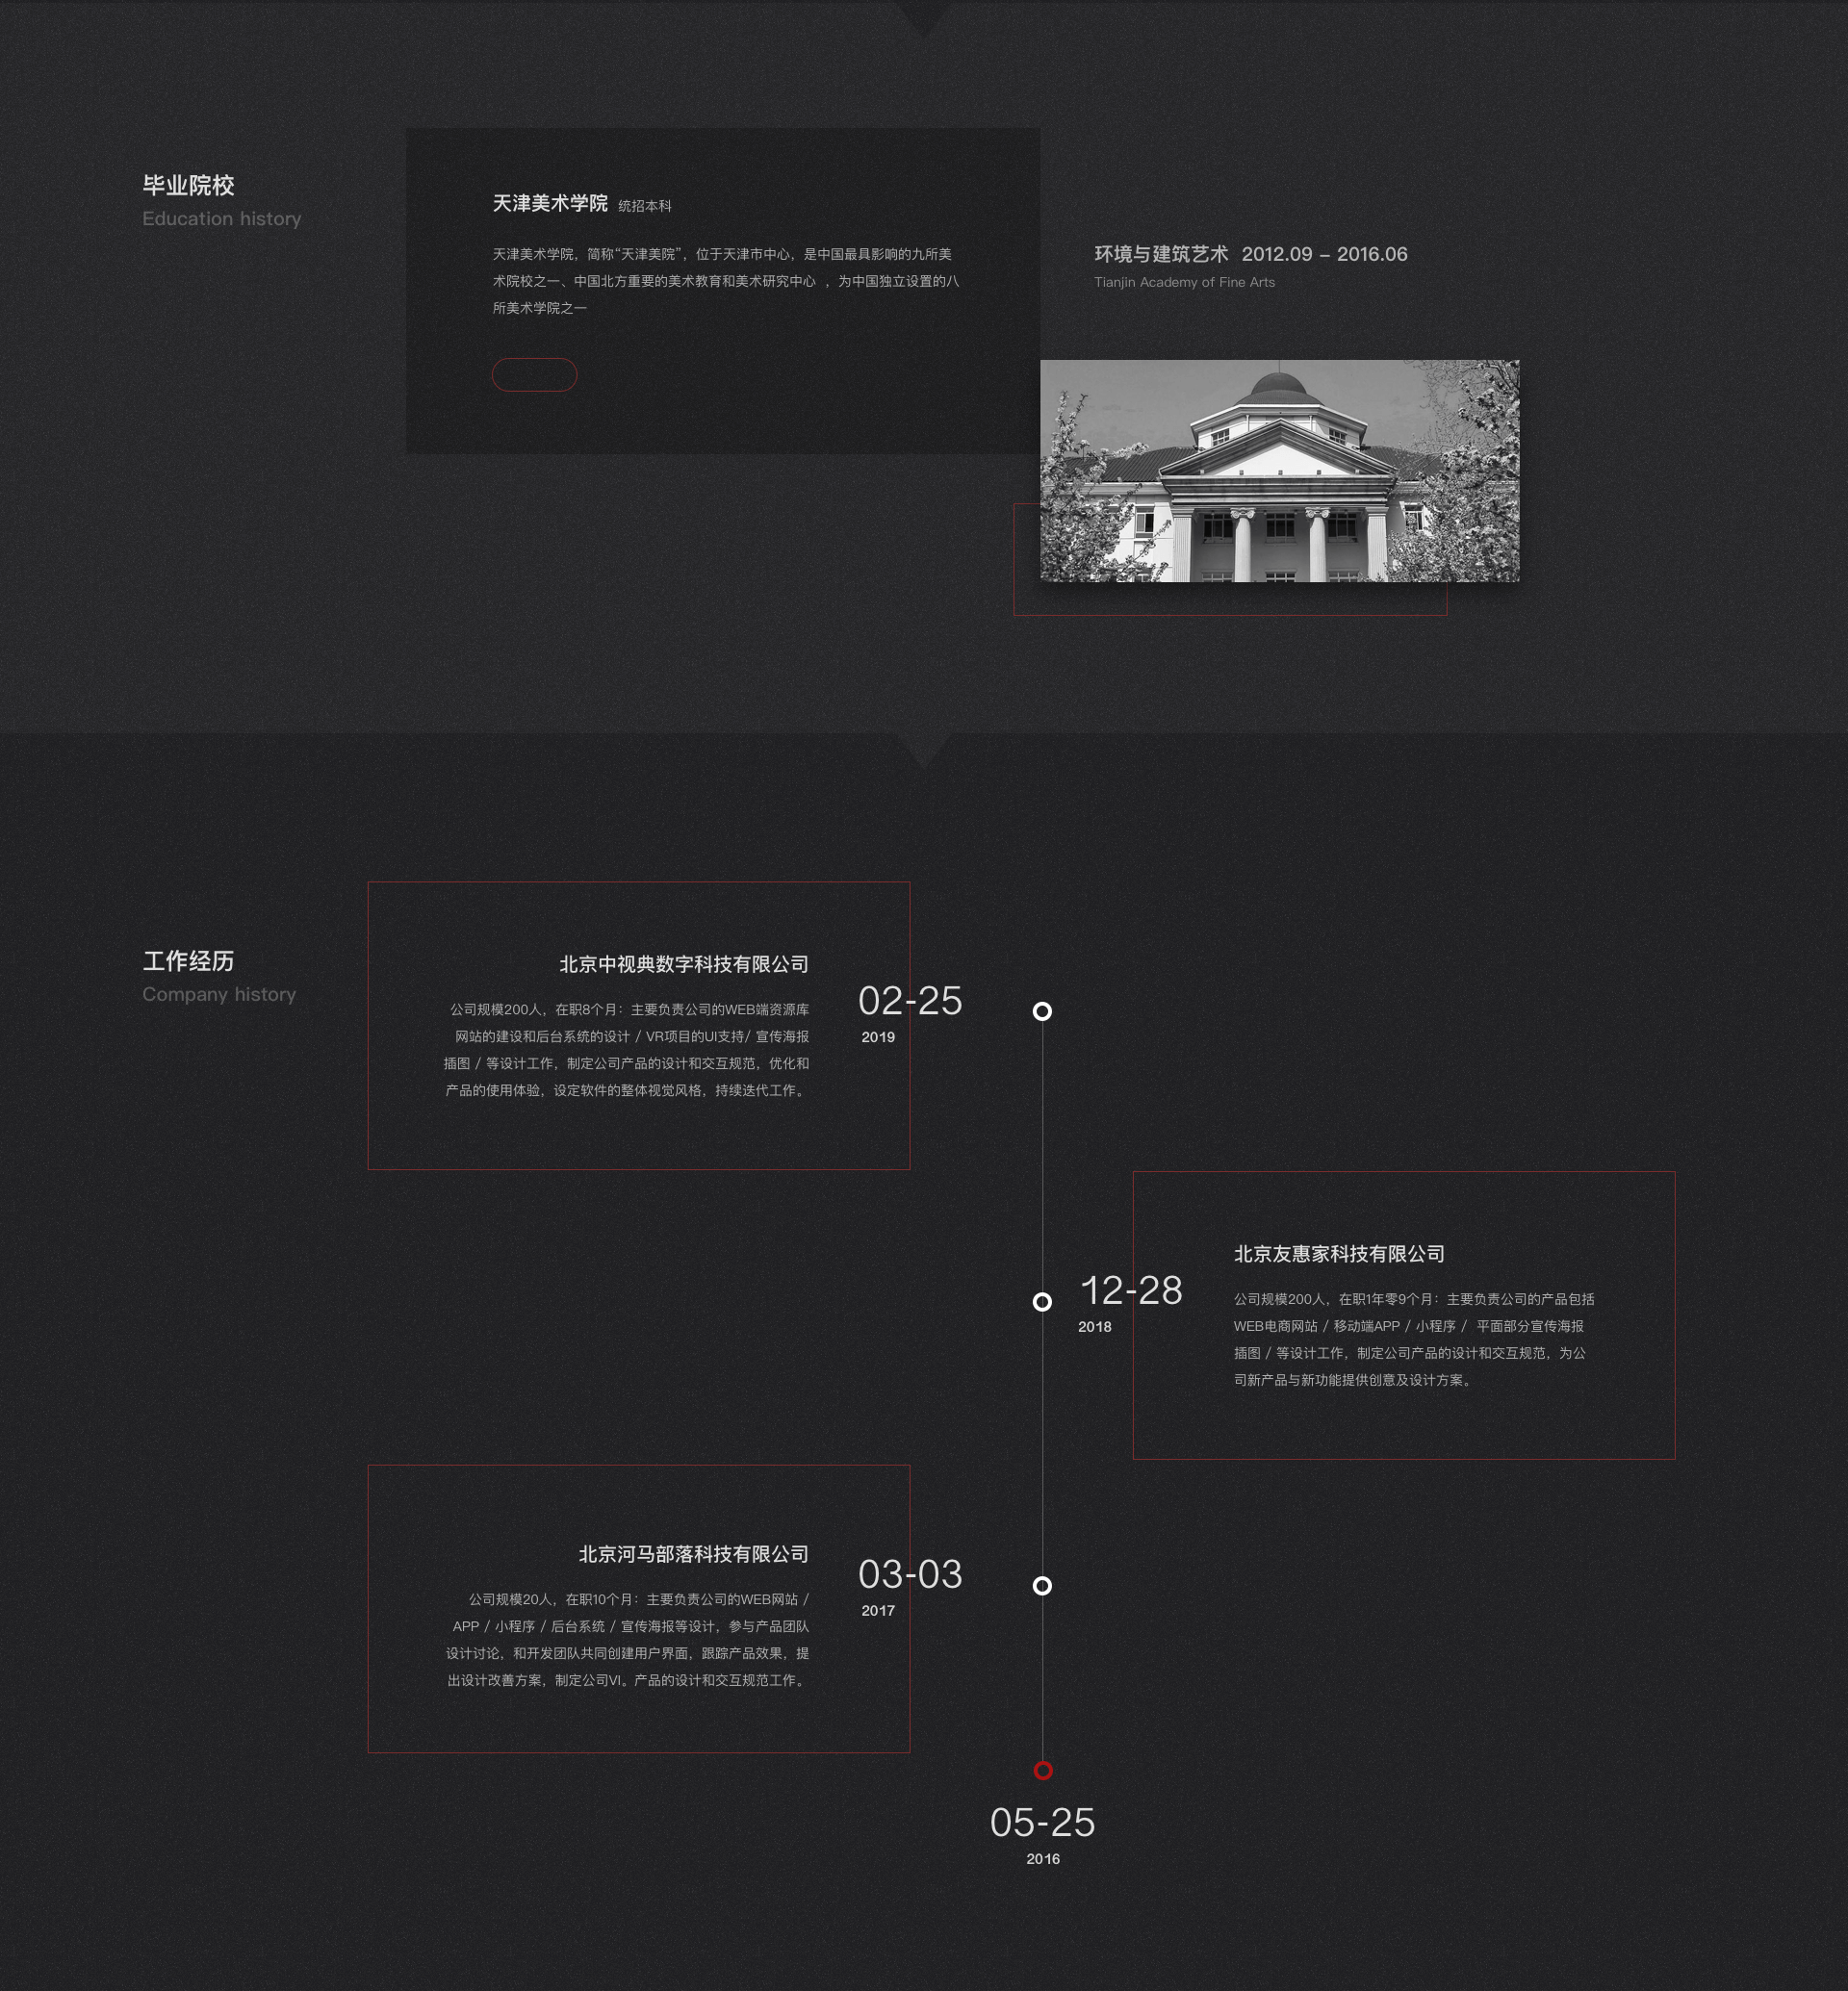 毕业院校
Education history
天津美术学院 统招本科
天津美术学院，简称“天津美院”，位于天津市中心，是中国最具影响的九所美
术院校之一、中国北方重要的美术教育和美术研究中心 ，为中国独立设置的八
所美术学院之一
环境与建筑艺术 2012.09 – 2016.06
Tianjin Academy of Fine Arts
工作经历
Company history
北京中视典数字科技有限公司
公司规模200人，在职8个月：主要负责公司的WEB端资源库
网站的建设和后台系统的设计 / VR项目的UI支持/ 宣传海报
插图 / 等设计工作，制定公司产品的设计和交互规范，优化和
产品的使用体验，设定软件的整体视觉风格，持续迭代工作。
02-25
2019
12-28
2018
北京友惠家科技有限公司
公司规模200人，在职1年零9个月：主要负责公司的产品包括
WEB电商网站 / 移动端APP / 小程序 / 平面部分宣传海报
插图 / 等设计工作，制定公司产品的设计和交互规范，为公
司新产品与新功能提供创意及设计方案。
北京河马部落科技有限公司
公司规模20人，在职10个月：主要负责公司的WEB网站 /
APP / 小程序 / 后台系统 / 宣传海报等设计，参与产品团队
设计讨论，和开发团队共同创建用户界面，跟踪产品效果，提
出设计改善方案，制定公司VI。产品的设计和交互规范工作。
03-03
2017
05-25
2016